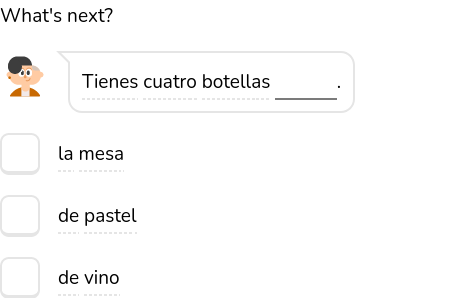 What's next?
Tienes cuatro botellas ______.
la mesa
de pastel
de vino